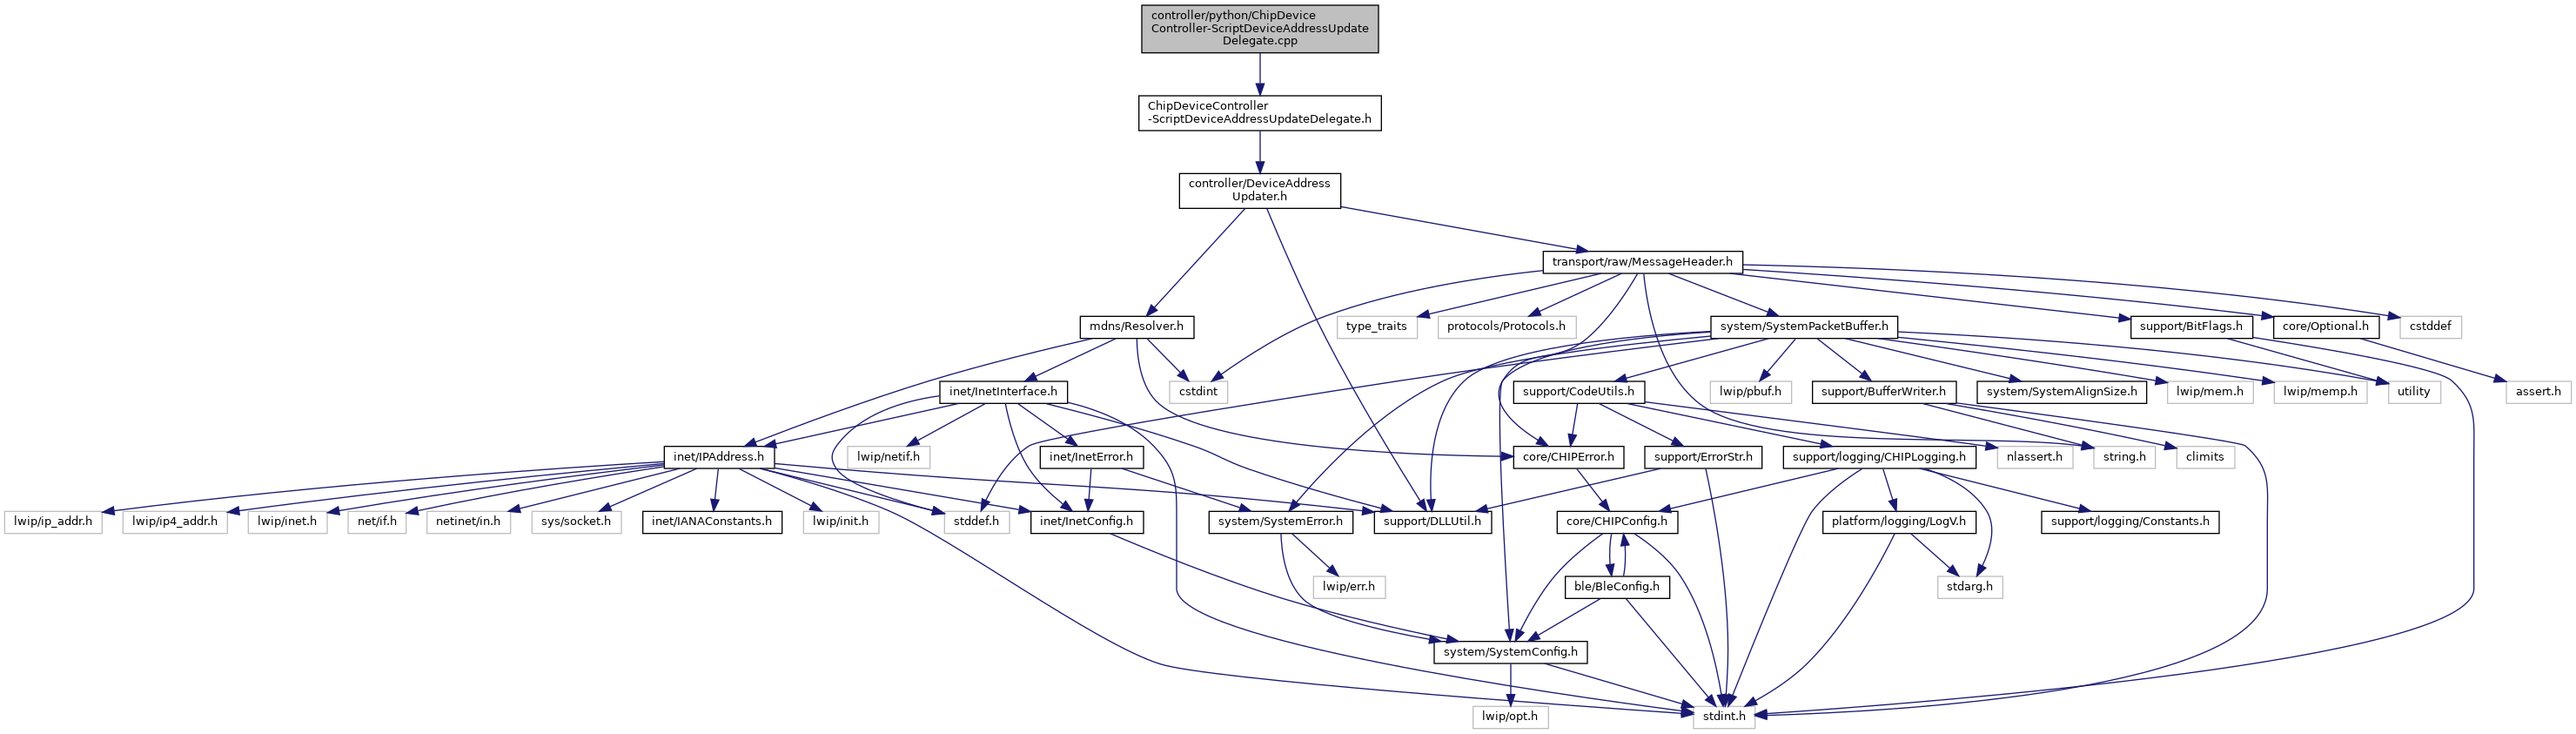 controller/python/ChipDevice
Controller-ScriptDeviceAddressUpdate
Delegate.cpp
ChipDeviceController
-ScriptDeviceAddressUpdateDelegate.h
controller/DeviceAddress
Updater.h
transport/raw/MessageHeader.h
mdns/Resolver.h
type_traits
protocols/Protocols.h
system/SystemPacketBuffer.h
support/BitFlags.h
core/Optional.h
cstddef
inet/InetInterface.h
cstdint
support/CodeUtils.h
lwip/pbuf.h
support/BufferWriter.h
system/SystemAlignSize.h
lwip/mem.h
lwip/memp.h
utility
assert.h
inet/IPAddress.h
lwip/netif.h
inet/InetError.h
core/CHIPError.h
support/ErrorStr.h
support/logging/CHIPLogging.h
nlassert.h
string.h
climits
lwip/ip_addr.h
lwip/ip4_addr.h
lwip/inet.h
net/if.h
netinet/in.h
sys/socket.h
inet/IANAConstants.h
lwip/init.h
stddef.h
inet/InetConfig.h
system/SystemError.h
support/DLLUtil.h
core/CHIPConfig.h
platform/logging/LogV.h
support/logging/Constants.h
lwip/err.h
ble/BleConfig.h
stdarg.h
system/SystemConfig.h
lwip/opt.h
stdint.h